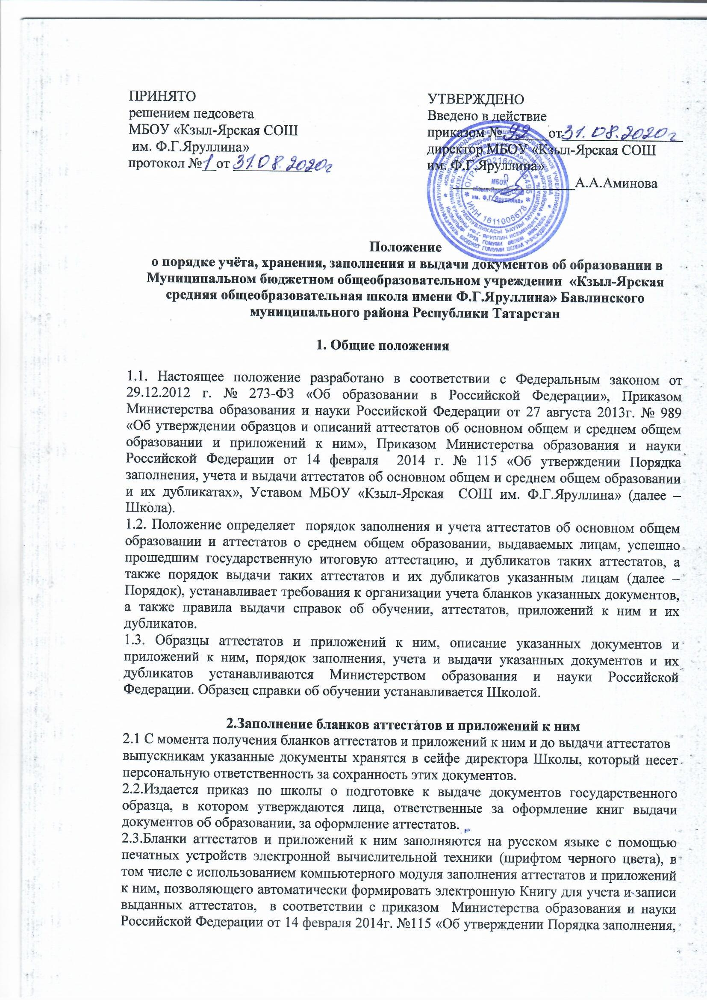 ПРИНЯТО
решением педсовета
МБОУ «Кзыл-Ярская СОШ
им. Ф.Г.Яруллина»
протокол № 1 от 31.08.2020г
УТВЕРЖДЕНО
Введено в действие
приказом № 92 от 31.08.2020г
директор МБОУ «Кзыл-Ярская СОШ
им. Ф.Г.Яруллина»
А.А.Аминова
МБОУ
«Кзыл-Ярская СОШ
им. Ф.Г. Яруллина»
ИНН 1611005678
Положение
о порядке учёта, хранения, заполнения и выдачи документов об образовании в
Муниципальном бюджетном общеобразовательном учреждении «Кзыл-Ярская
средняя общеобразовательная школа имени Ф.Г.Яруллина» Бавлинского
муниципального района Республики Татарстан
1. Общие положения
1.1. Настоящее положение разработано в соответствии с Федеральным законом от
29.12.2012 г. № 273-ФЗ «Об образовании в Российской Федерации», Приказом
Министерства образования и науки Российской Федерации от 27 августа 2013г. № 989
«Об утверждении образцов и описаний аттестатов об основном общем и среднем общем
образовании и приложений к ним», Приказом Министерства образования и науки
Российской Федерации от 14 февраля 2014 г. № 115 «Об утверждении Порядка
заполнения, учета и выдачи аттестатов об основном общем и среднем общем образовании
и их дубликатах», Уставом МБОУ «Кзыл-Ярская СОШ им. Ф.Г.Яруллина» (далее –
Школа).
1.2. Положение определяет порядок заполнения и учета аттестатов об основном общем
образовании и аттестатов о среднем общем образовании, выдаваемых лицам, успешно
прошедшим государственную итоговую аттестацию, и дубликатов таких аттестатов, а
также порядок выдачи таких аттестатов и их дубликатов указанным лицам (далее –
Порядок), устанавливает требования к организации учета бланков указанных документов,
а также правила выдачи справок об обучении, аттестатов, приложений к ним и их
дубликатов.
1.3. Образцы аттестатов и приложений к ним, описание указанных документов и
приложений к ним, порядок заполнения, учета и выдачи указанных документов и их
дубликатов устанавливаются Министерством образования и науки Российской
Федерации. Образец справки об обучении устанавливается Школой.
2.Заполнение бланков аттестатов и приложений к ним
2.1 С момента получения бланков аттестатов и приложений к ним и до выдачи аттестатов
выпускникам указанные документы хранятся в сейфе директора Школы, который несет
персональную ответственность за сохранность этих документов.
2.2.Издается приказ по школы о подготовке к выдаче документов государственного
образца, в котором утверждаются лица, ответственные за оформление книг выдачи
документов об образовании, за оформление аттестатов.
2.3.Бланки аттестатов и приложений к ним заполняются на русском языке с помощью
печатных устройств электронной вычислительной техники (шрифтом черного цвета), в
том числе с использованием компьютерного модуля заполнения аттестатов и приложений
к ним, позволяющего автоматически формировать электронную Книгу для учета и записи
выданных аттестатов, в соответствии с приказом Министерства образования и науки
Российской Федерации от 14 февраля 2014г. №115 «Об утверждении Порядка заполнения,